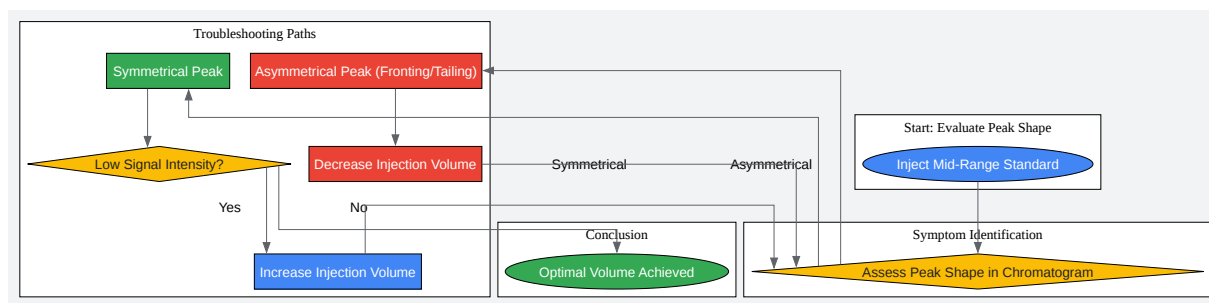 Troubleshooting Paths
Symmetrical Peak
Asymmetrical Peak (Fronting/Tailing)
Start: Evaluate Peak Shape
Low Signal Intensity?
Decrease Injection Volume
Symmetrical
Asymmetrical
Inject Mid-Range Standard
Yes
No
Conclusion
Symptom Identification
Increase Injection Volume
Optimal Volume Achieved
Assess Peak Shape in Chromatogram